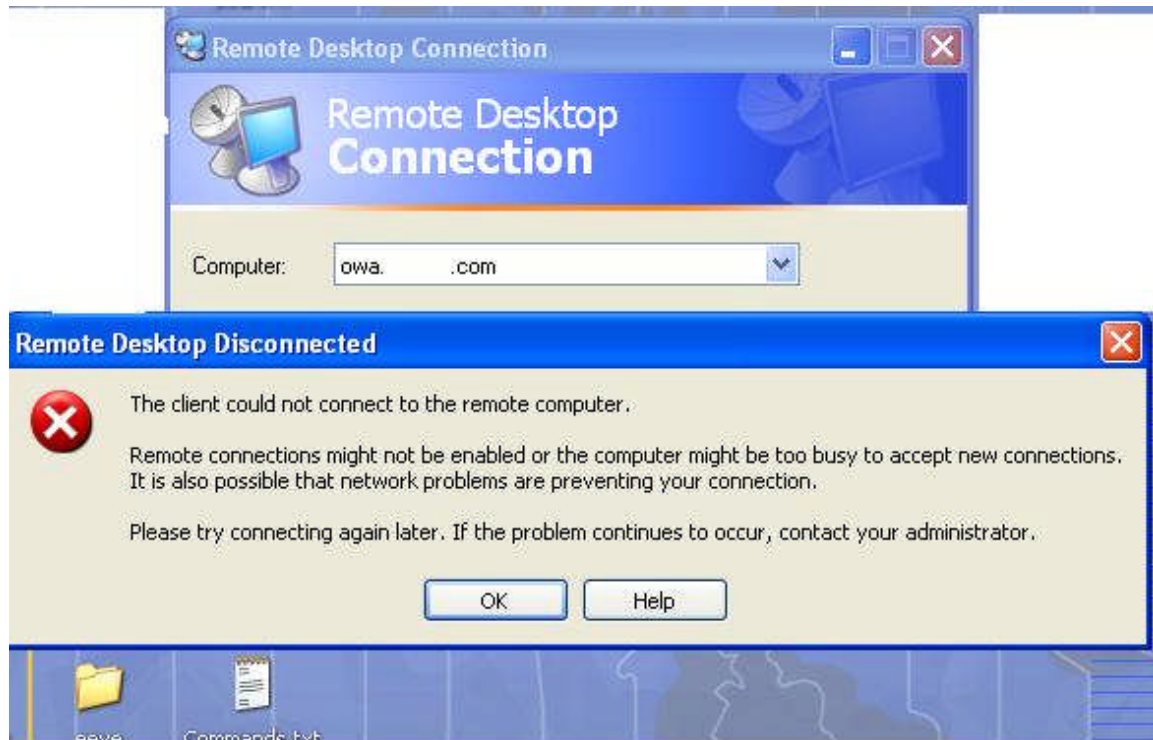 Remote Desktop Connection
Remote Desktop
Connection
Computer:
owa. .com
Remote Desktop Disconnected
The client could not connect to the remote computer.
Remote connections might not be enabled or the computer might be too busy to accept new connections.
It is also possible that network problems are preventing your connection.
Please try connecting again later. If the problem continues to occur, contact your administrator.
OK
Help
Commands.txt